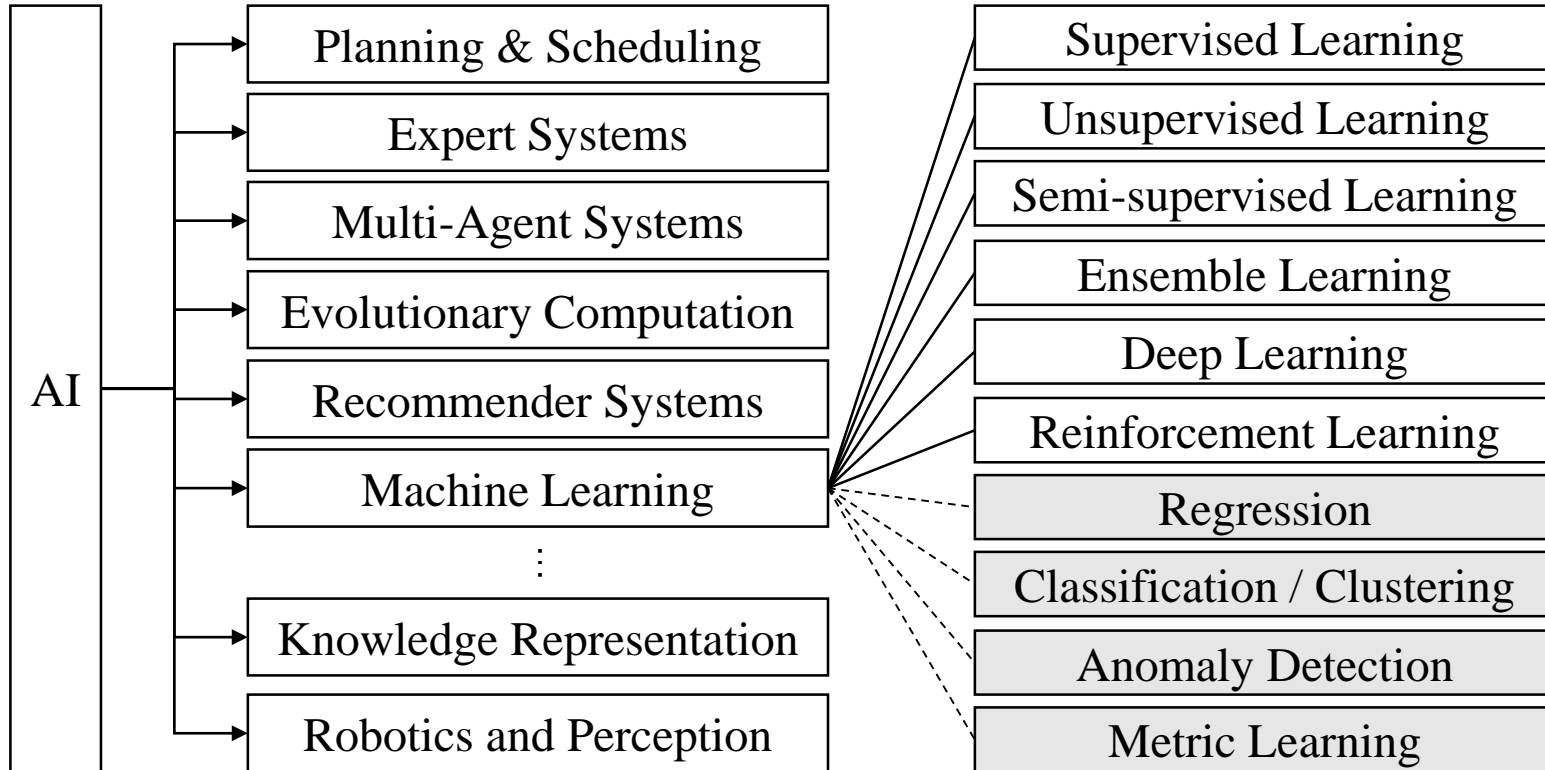 AI
Planning & Scheduling
Expert Systems
Multi-Agent Systems
Evolutionary Computation
Recommender Systems
Machine Learning
⋮
Knowledge Representation
Robotics and Perception
Supervised Learning
Unsupervised Learning
Semi-supervised Learning
Ensemble Learning
Deep Learning
Reinforcement Learning
Regression
Classification / Clustering
Anomaly Detection
Metric Learning